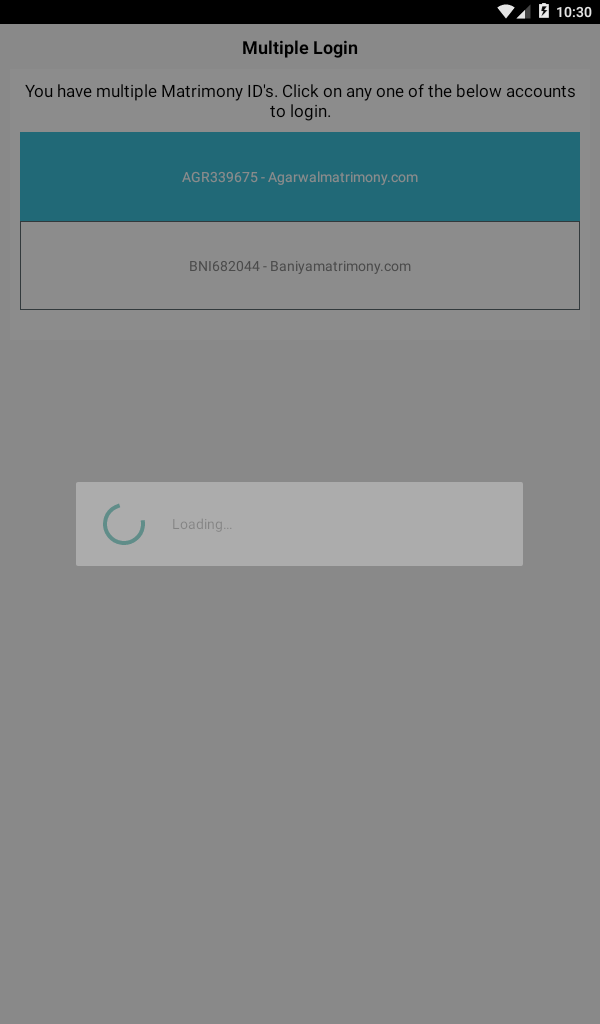 10:30
Multiple Login
You have multiple Matrimony ID's. Click on any one of the below accounts
to login.
AGR339675 - Agarwalmatrimony.com
BNI682044 - Baniyamatrimony.com
Loading...